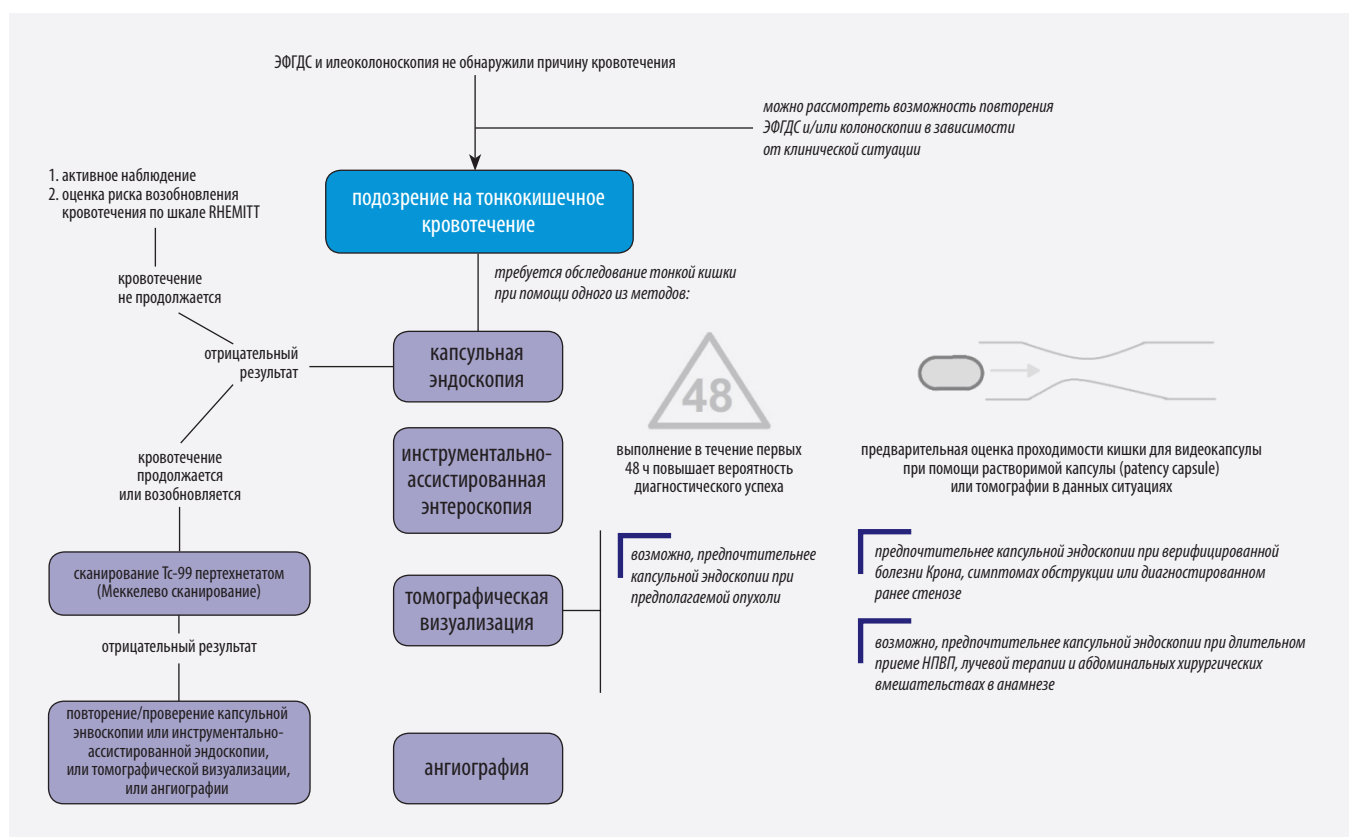 ЭФГДС и илеоколоноскопия не обнаружили причину кровотечения
можно рассмотреть возможность повторения
ЭФГДС и/или колоноскопии в зависимости
от клинической ситуации
1. активное наблюдение
2. оценка риска возобновления
кровотечения по шкале RHEMITT
подозрение на тонкокишечное
кровотечение
кровотечение
не продолжается
требуется обследование тонкой кишки
при помощи одного из методов:
отрицательный
результат
капсульная
эндоскопия
48
выполнение в течение первых
48 ч повышает вероятность
диагностического успеха
предварительная оценка проходимости кишки для видеокапсулы
при помощи растворимой капсулы (patency capsule)
или томографии в данных ситуациях
кровотечение
продолжается
или возобновляется
инструментально-
ассистированная
энтероскопия
возможно, предпочтительнее
капсульной эндоскопии при
предполагаемой опухоли
предпочтительнее капсульной эндоскопии при верифицированной
болезни Крона, симптомах обструкции или диагностированном
ранее стенозе
сканирование Тс-99 пертехнетатом
(Меккелево сканирование)
томографическая
визуализация
возможно, предпочтительнее капсульной эндоскопии при длительном
приеме НПВП, лучевой терапии и абдоминальных хирургических
вмешательствах в анамнезе
отрицательный результат
повторение/проверение капсульной
энвоскопии или инструментально-
ассистированной эндоскопии,
или томографической визуализации,
или ангиографии
ангиография